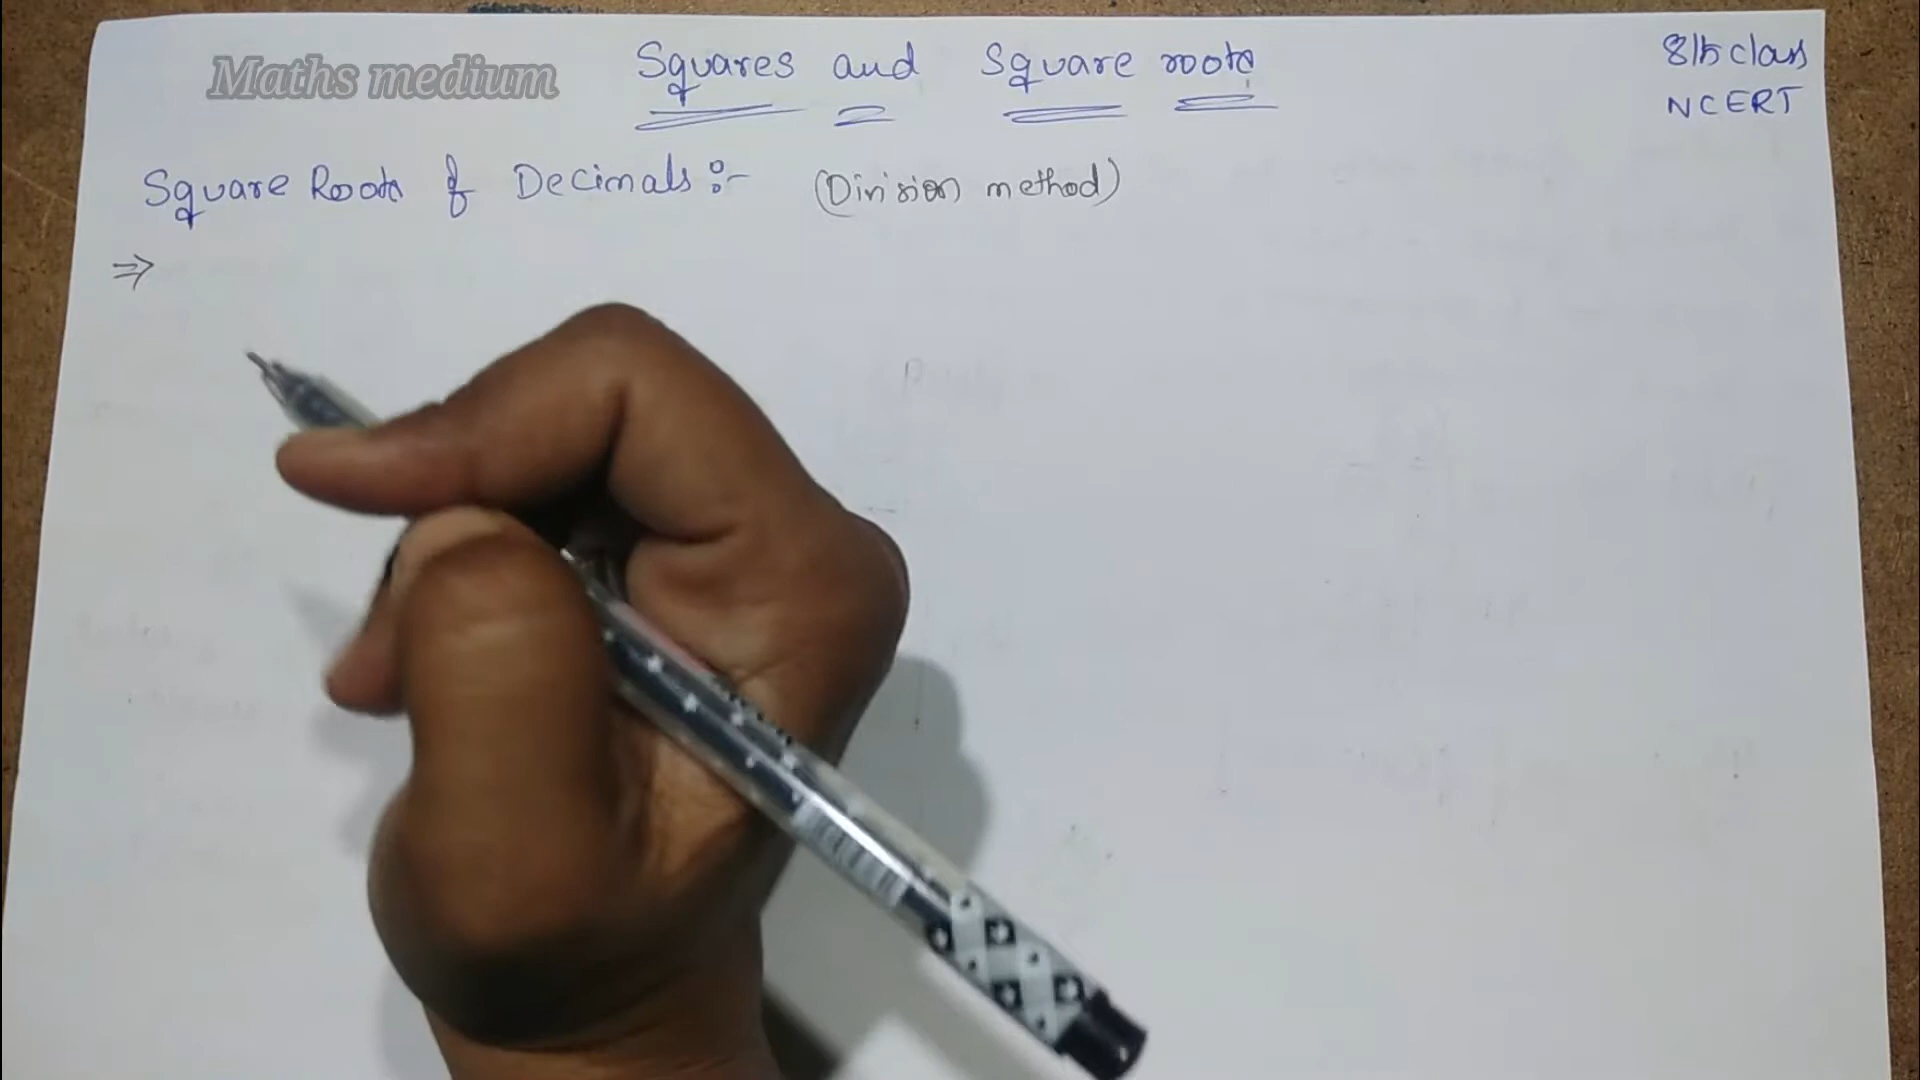 Maths medium
Squares and Square roots
8th class
NCERT
Square Roots of Decimals :- (Division method)
⇒